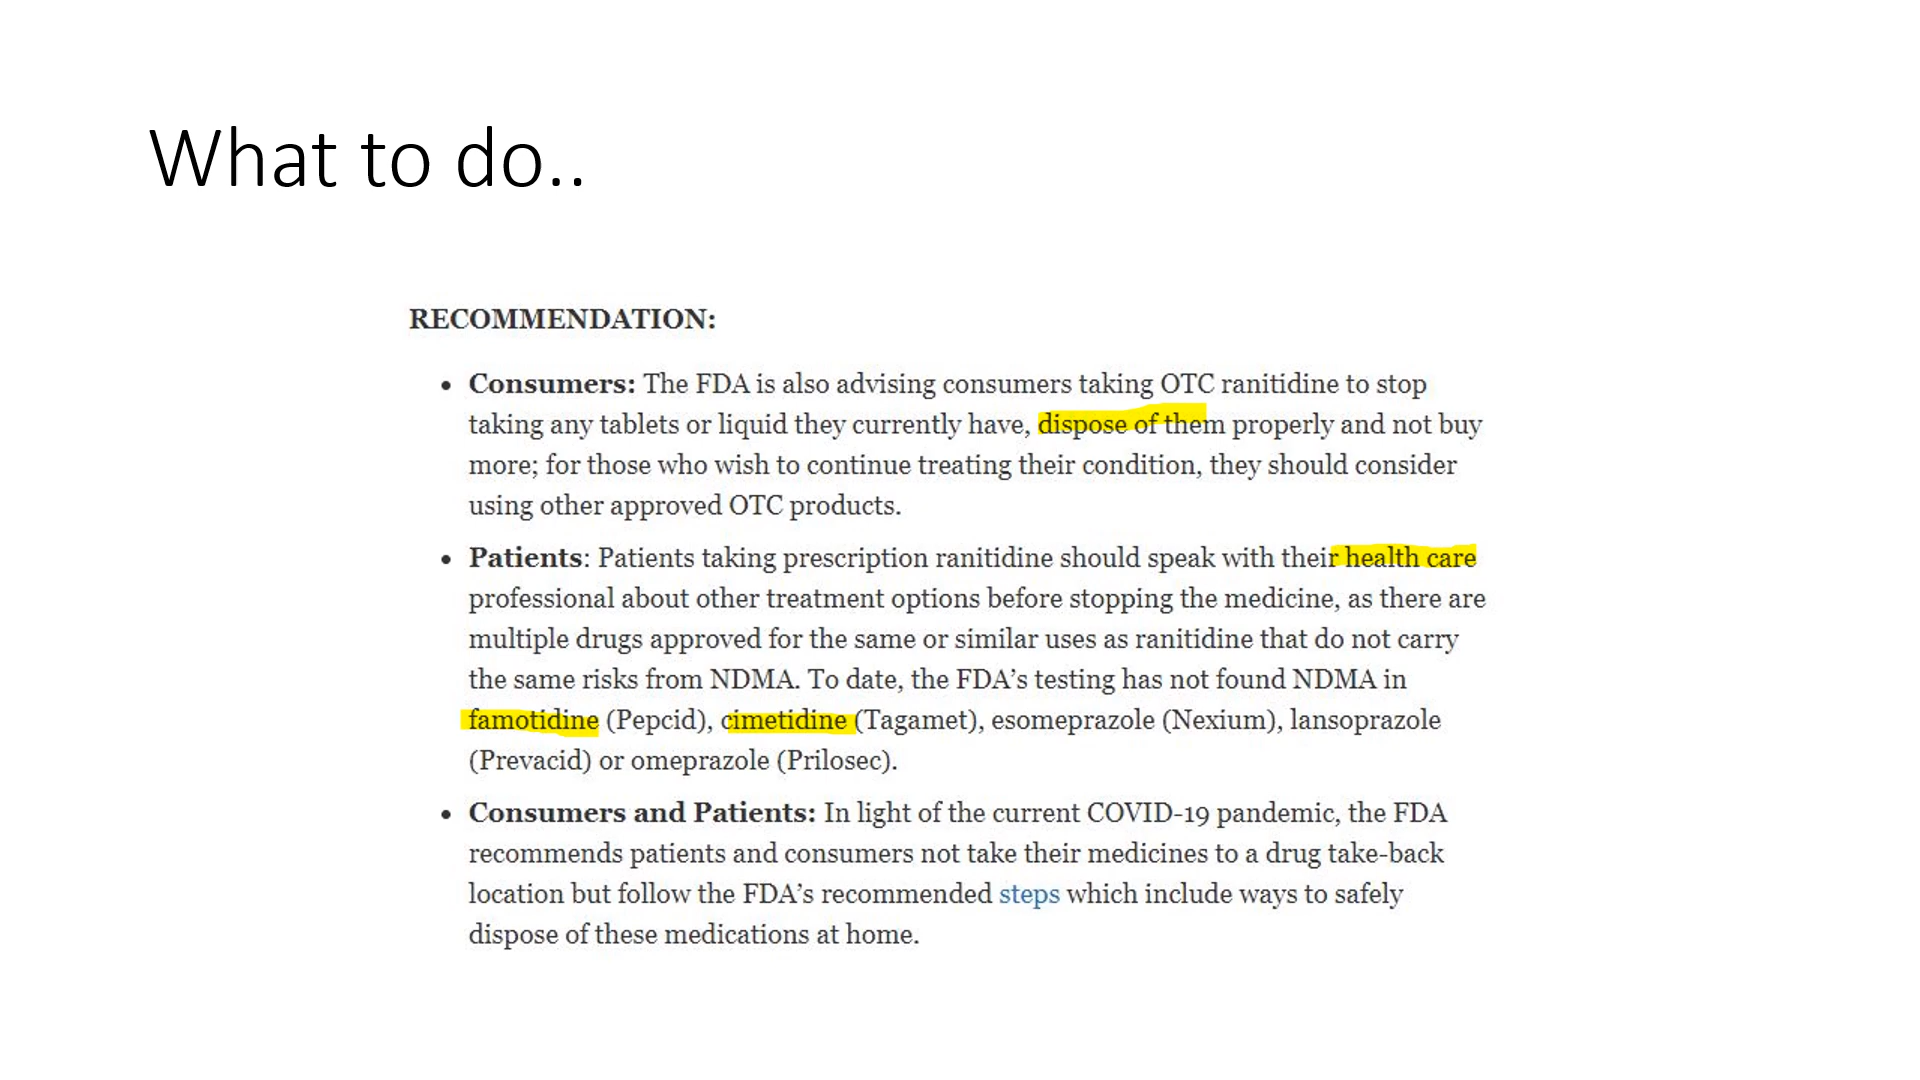 What to do..
RECOMMENDATION:
• Consumers: The FDA is also advising consumers taking OTC ranitidine to stop
taking any tablets or liquid they currently have, dispose of them properly and not buy
more; for those who wish to continue treating their condition, they should consider
using other approved OTC products.
• Patients: Patients taking prescription ranitidine should speak with their health care
professional about other treatment options before stopping the medicine, as there are
multiple drugs approved for the same or similar uses as ranitidine that do not carry
the same risks from NDMA. To date, the FDA’s testing has not found NDMA in
famotidine (Pepcid), cimetidine (Tagamet), esomeprazole (Nexium), lansoprazole
(Prevacid) or omeprazole (Prilosec).
• Consumers and Patients: In light of the current COVID-19 pandemic, the FDA
recommends patients and consumers not take their medicines to a drug take-back
location but follow the FDA’s recommended steps which include ways to safely
dispose of these medications at home.